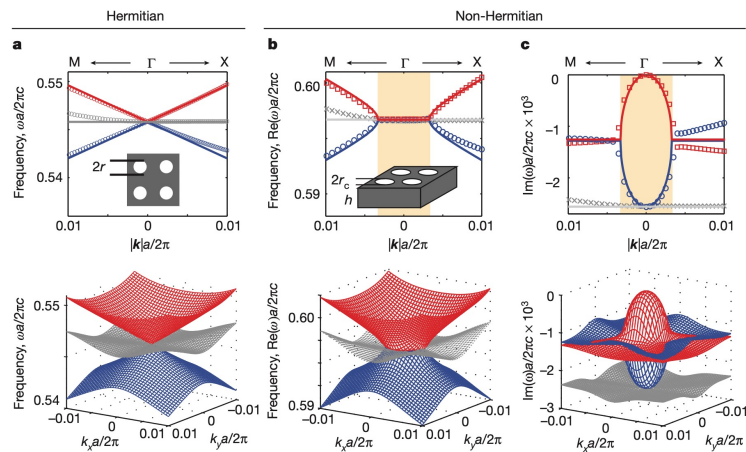 Hermitian
Non-Hermitian
a
M Γ X
Frequency, ωa/2πc
0.55
0.54
2r
0.01 0 0.01
|k|a/2π
b
M Γ X
Frequency, Re(ω)a/2πc
0.60
0.59
2rc
h
0.01 0 0.01
|k|a/2π
c
M Γ X
Im(ω)a/2πc × 10³
0
−1
−2
0.01 0 0.01
|k|a/2π
Frequency, ωa/2πc
0.55
0.54
−0.01 0 0.01
kxa/2π
0.01 0 −0.01
kya/2π
Frequency, Re(ω)a/2πc
0.60
0.59
−0.01 0 0.01
kxa/2π
0.01 0 −0.01
kya/2π
Im(ω)a/2πc × 10³
0
−1
−2
−3
−0.01 0 0.01
kxa/2π
0.01 0 −0.01
kya/2π